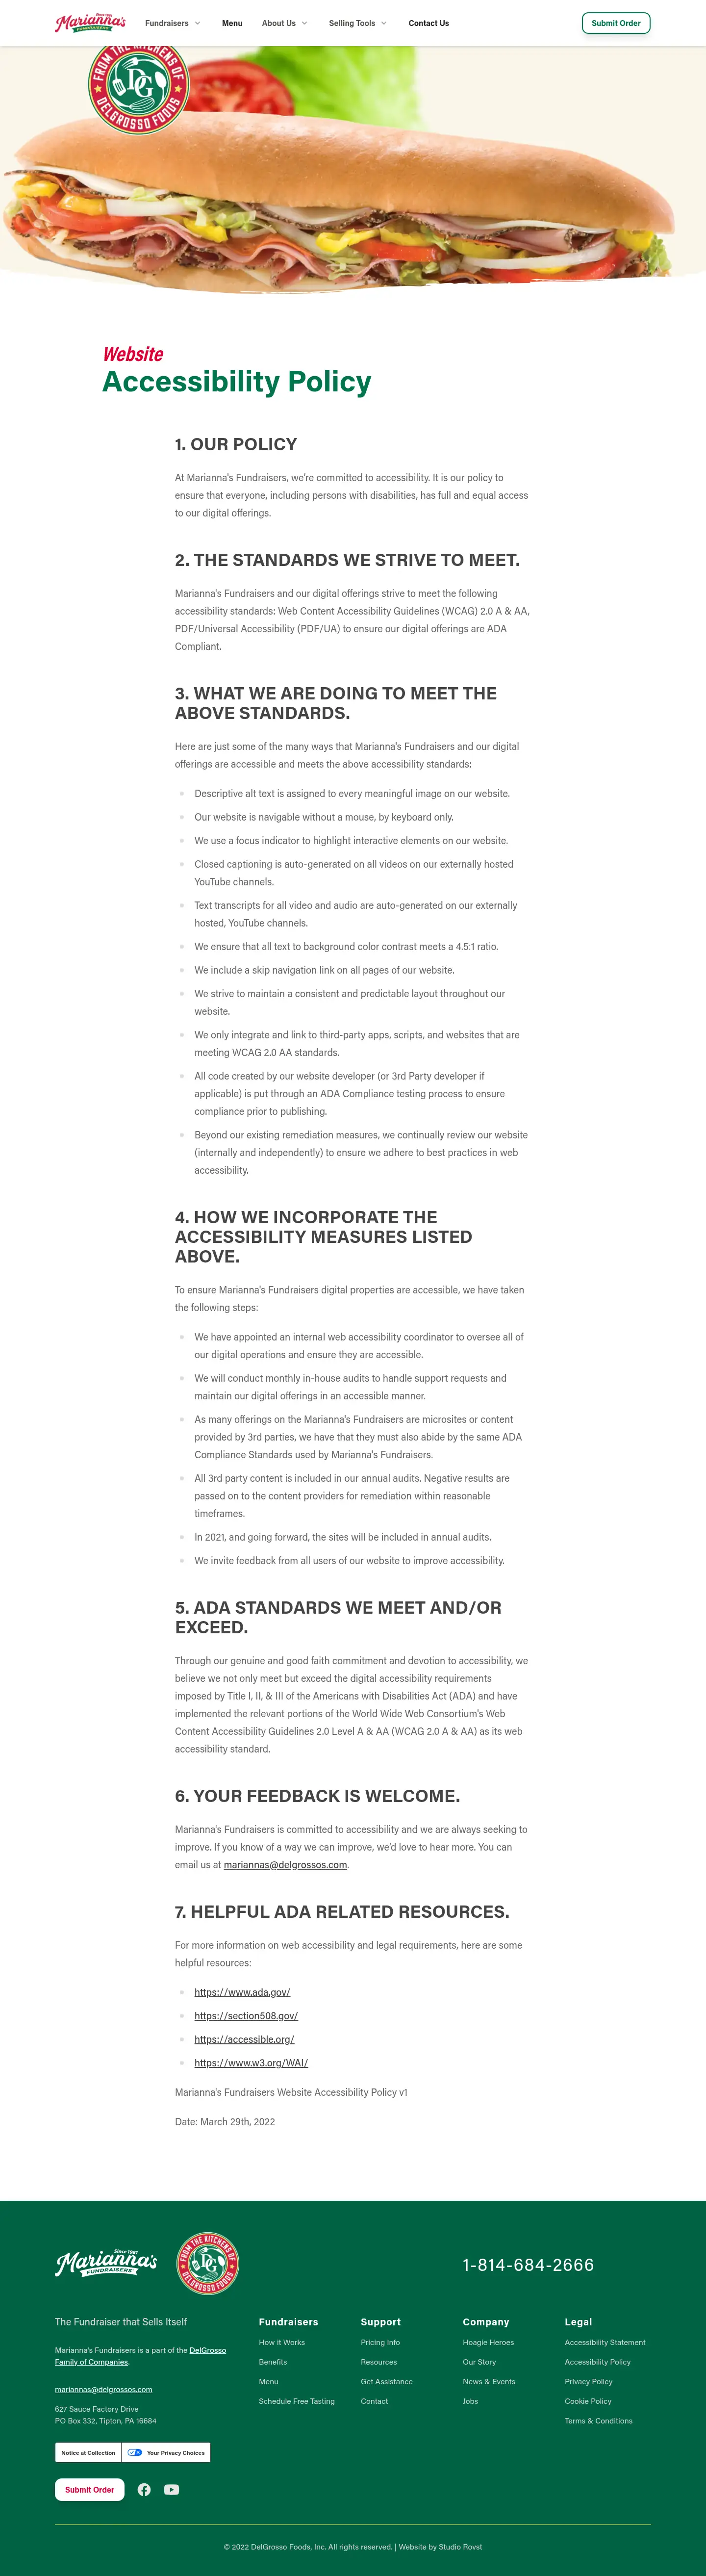 Since 1981
Marianna's
FUNDRAISERS
Fundraisers
Menu
About Us
Selling Tools
Contact Us
Submit Order
FROM THE KITCHENS OF
DG
DELGROSSO FOODS
Website
Accessibility Policy
1. OUR POLICY
At Marianna's Fundraisers, we're committed to accessibility. It is our policy to
ensure that everyone, including persons with disabilities, has full and equal access
to our digital offerings.
2. THE STANDARDS WE STRIVE TO MEET.
Marianna's Fundraisers and our digital offerings strive to meet the following
accessibility standards: Web Content Accessibility Guidelines (WCAG) 2.0 A & AA,
PDF/Universal Accessibility (PDF/UA) to ensure our digital offerings are ADA
Compliant.
3. WHAT WE ARE DOING TO MEET THE
ABOVE STANDARDS.
Here are just some of the many ways that Marianna's Fundraisers and our digital
offerings are accessible and meets the above accessibility standards:
Descriptive alt text is assigned to every meaningful image on our website.
Our website is navigable without a mouse, by keyboard only.
We use a focus indicator to highlight interactive elements on our website.
Closed captioning is auto-generated on all videos on our externally hosted
YouTube channels.
Text transcripts for all video and audio are auto-generated on our externally
hosted, YouTube channels.
We ensure that all text to background color contrast meets a 4.5:1 ratio.
We include a skip navigation link on all pages of our website.
We strive to maintain a consistent and predictable layout throughout our
website.
We only integrate and link to third-party apps, scripts, and websites that are
meeting WCAG 2.0 AA standards.
All code created by our website developer (or 3rd Party developer if
applicable) is put through an ADA Compliance testing process to ensure
compliance prior to publishing.
Beyond our existing remediation measures, we continually review our website
(internally and independently) to ensure we adhere to best practices in web
accessibility.
4. HOW WE INCORPORATE THE
ACCESSIBILITY MEASURES LISTED
ABOVE.
To ensure Marianna's Fundraisers digital properties are accessible, we have taken
the following steps:
We have appointed an internal web accessibility coordinator to oversee all of
our digital operations and ensure they are accessible.
We will conduct monthly in-house audits to handle support requests and
maintain our digital offerings in an accessible manner.
As many offerings on the Marianna's Fundraisers are microsites or content
provided by 3rd parties, we have that they must also abide by the same ADA
Compliance Standards used by Marianna's Fundraisers.
All 3rd party content is included in our annual audits. Negative results are
passed on to the content providers for remediation within reasonable
timeframes.
In 2021, and going forward, the sites will be included in annual audits.
We invite feedback from all users of our website to improve accessibility.
5. ADA STANDARDS WE MEET AND/OR
EXCEED.
Through our genuine and good faith commitment and devotion to accessibility, we
believe we not only meet but exceed the digital accessibility requirements
imposed by Title I, II, & III of the Americans with Disabilities Act (ADA) and have
implemented the relevant portions of the World Wide Web Consortium's Web
Content Accessibility Guidelines 2.0 Level A & AA (WCAG 2.0 A & AA) as its web
accessibility standard.
6. YOUR FEEDBACK IS WELCOME.
Marianna's Fundraisers is committed to accessibility and we are always seeking to
improve. If you know of a way we can improve, we'd love to hear more. You can
email us at mariannas@delgrossos.com.
7. HELPFUL ADA RELATED RESOURCES.
For more information on web accessibility and legal requirements, here are some
helpful resources:
https://www.ada.gov/
https://section508.gov/
https://accessible.org/
https://www.w3.org/WAI/
Marianna's Fundraisers Website Accessibility Policy v1
Date: March 29th, 2022
Since 1981
Marianna's
FUNDRAISERS
FROM THE KITCHENS OF
DG
DELGROSSO FOODS
1-814-684-2666
The Fundraiser that Sells Itself
Marianna's Fundraisers is a part of the DelGrosso
Family of Companies.
mariannas@delgrossos.com
627 Sauce Factory Drive
PO Box 332, Tipton, PA 16684
Notice at Collection
Your Privacy Choices
Submit Order
Fundraisers
How it Works
Benefits
Menu
Schedule Free Tasting
Support
Pricing Info
Resources
Get Assistance
Contact
Company
Hoagie Heroes
Our Story
News & Events
Jobs
Legal
Accessibility Statement
Accessibility Policy
Privacy Policy
Cookie Policy
Terms & Conditions
© 2022 DelGrosso Foods, Inc. All rights reserved. | Website by Studio Rovst